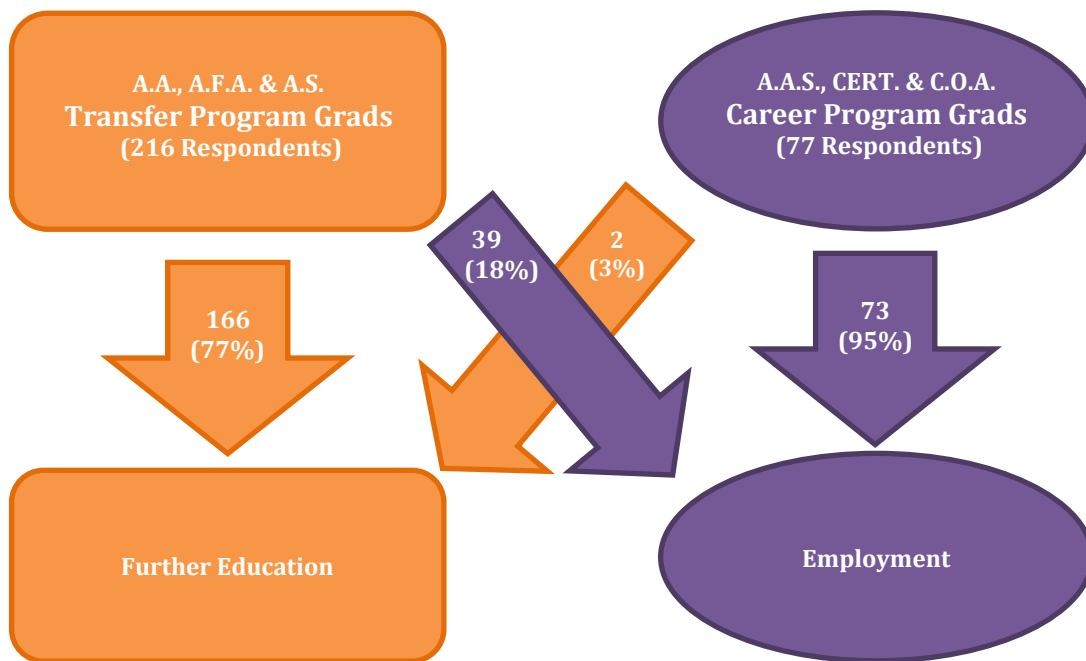 A.A., A.F.A. & A.S.
Transfer Program Grads
(216 Respondents)
A.A.S., CERT. & C.O.A.
Career Program Grads
(77 Respondents)
39
(18%)
2
(3%)
166
(77%)
73
(95%)
Further Education
Employment